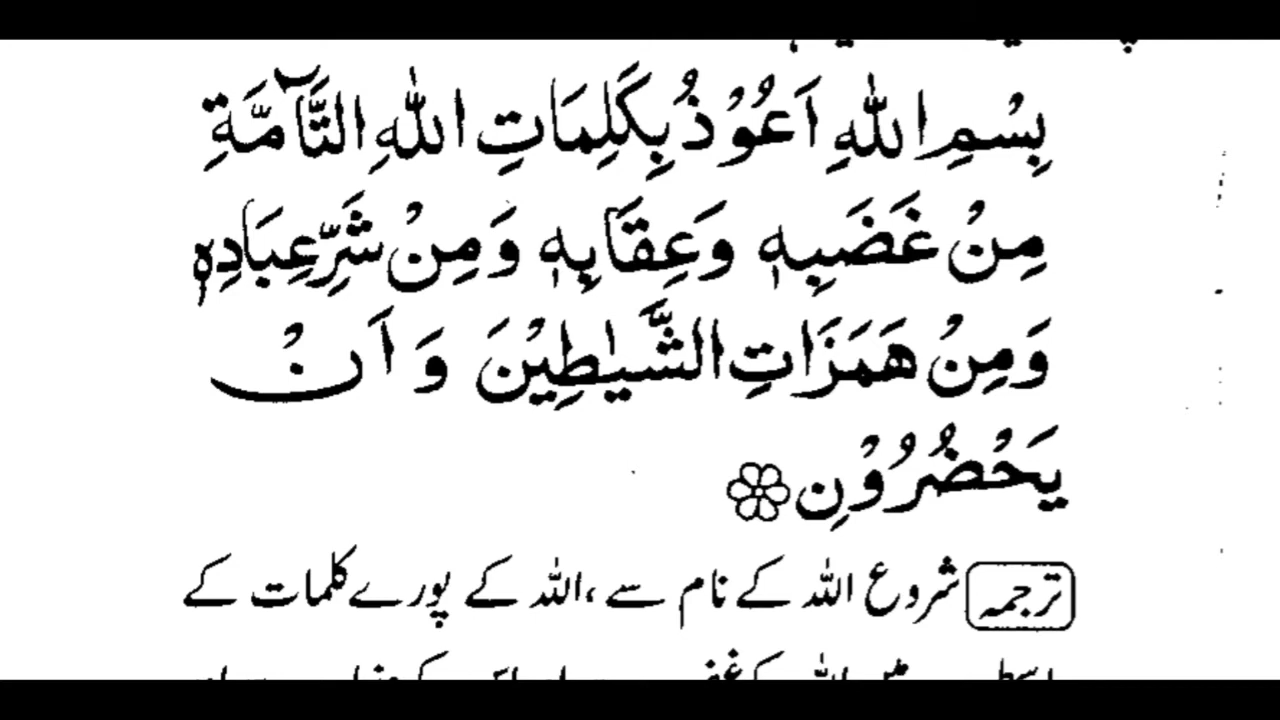 بِسْمِ اللّٰهِ اَعُوْذُ بِكَلِمَاتِ اللّٰهِ التَّآمَّةِ
مِنْ غَضَبِهٖ وَعِقَابِهٖ وَمِنْ شَرِّعِبَادِهٖ
وَمِنْ هَمَزَاتِ الشَّيٰطِيْنَ وَ اَنْ
يَحْضُرُوْنِ
ترجمہ شروع اللہ کے نام سے ،اللہ کے پورے کلمات کے